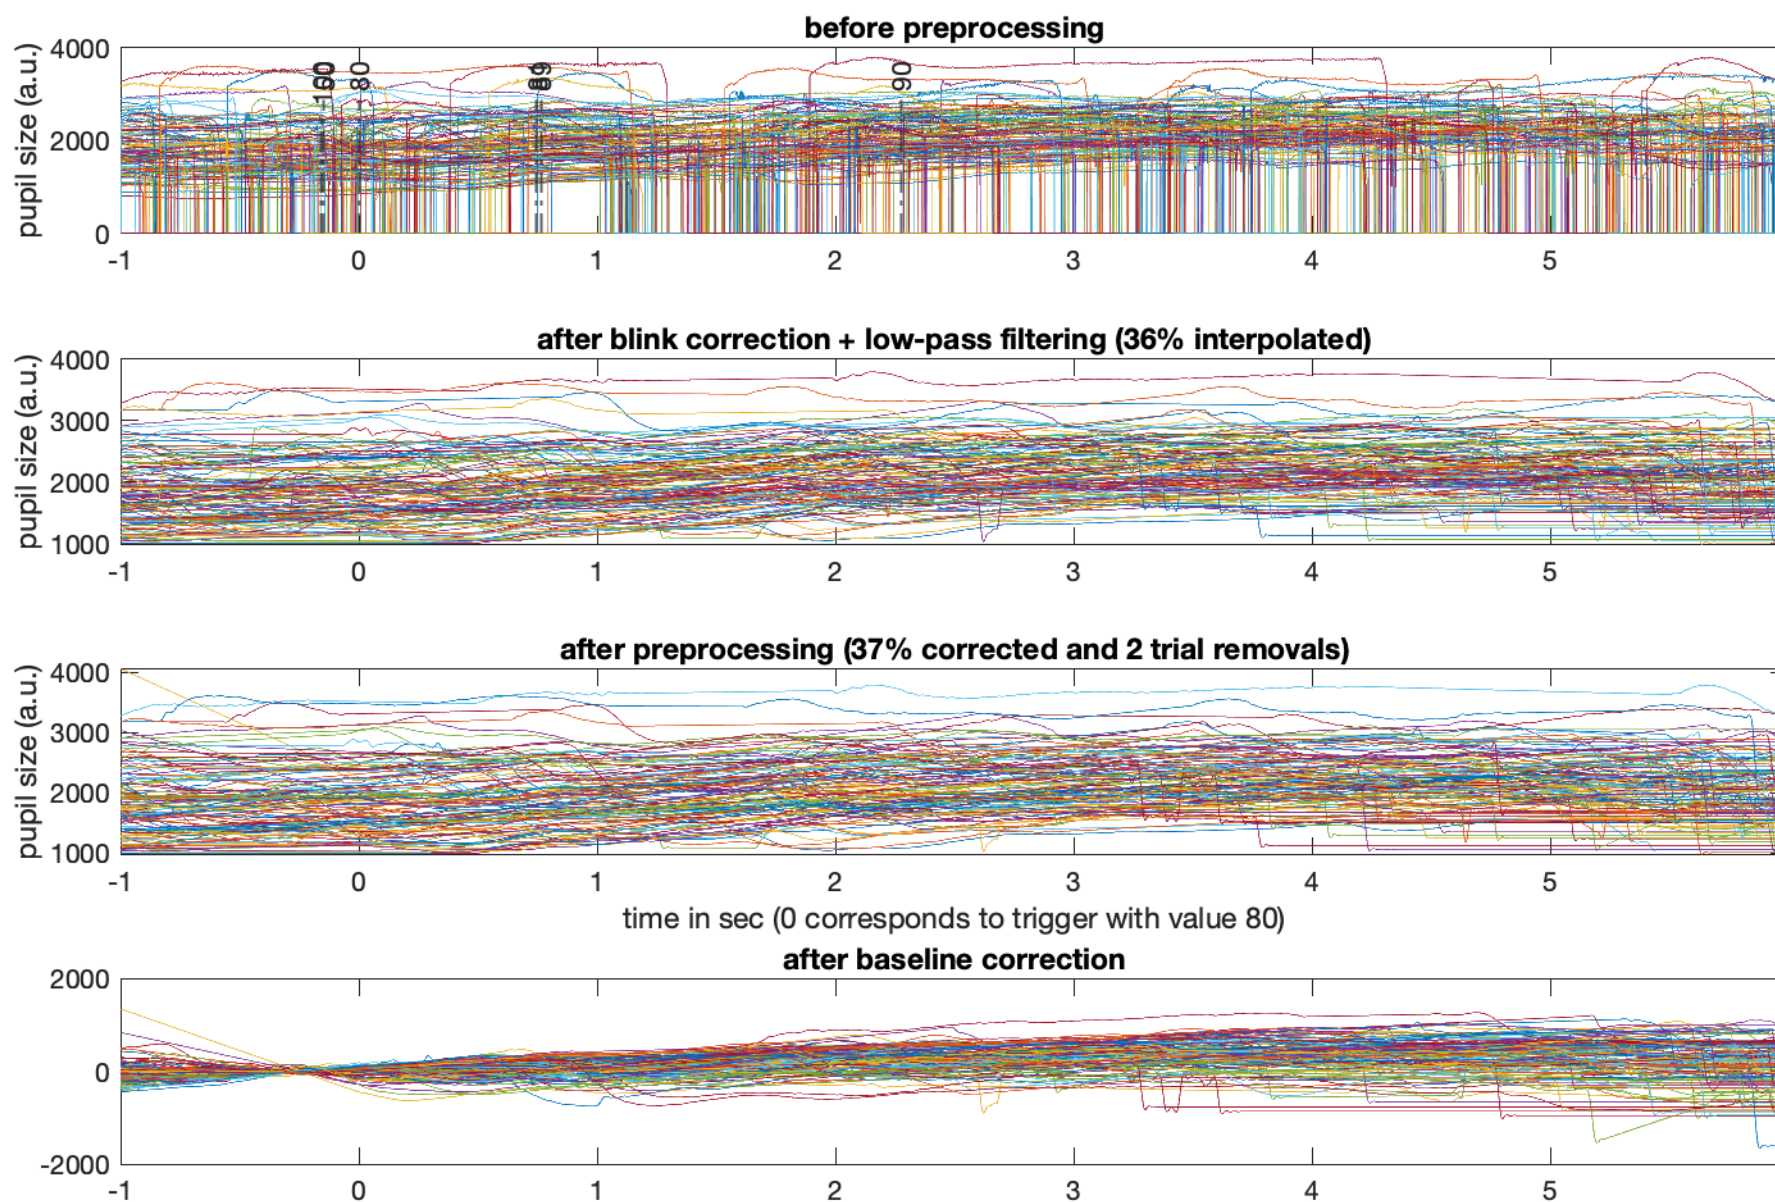 before preprocessing
pupil size (a.u.)
4000
2000
0
80
90
-1 0 1 2 3 4 5
after blink correction + low-pass filtering (36% interpolated)
pupil size (a.u.)
4000
3000
2000
1000
-1 0 1 2 3 4 5
after preprocessing (37% corrected and 2 trial removals)
pupil size (a.u.)
4000
3000
2000
1000
-1 0 1 2 3 4 5
time in sec (0 corresponds to trigger with value 80)
after baseline correction
2000
0
-2000
-1 0 1 2 3 4 5